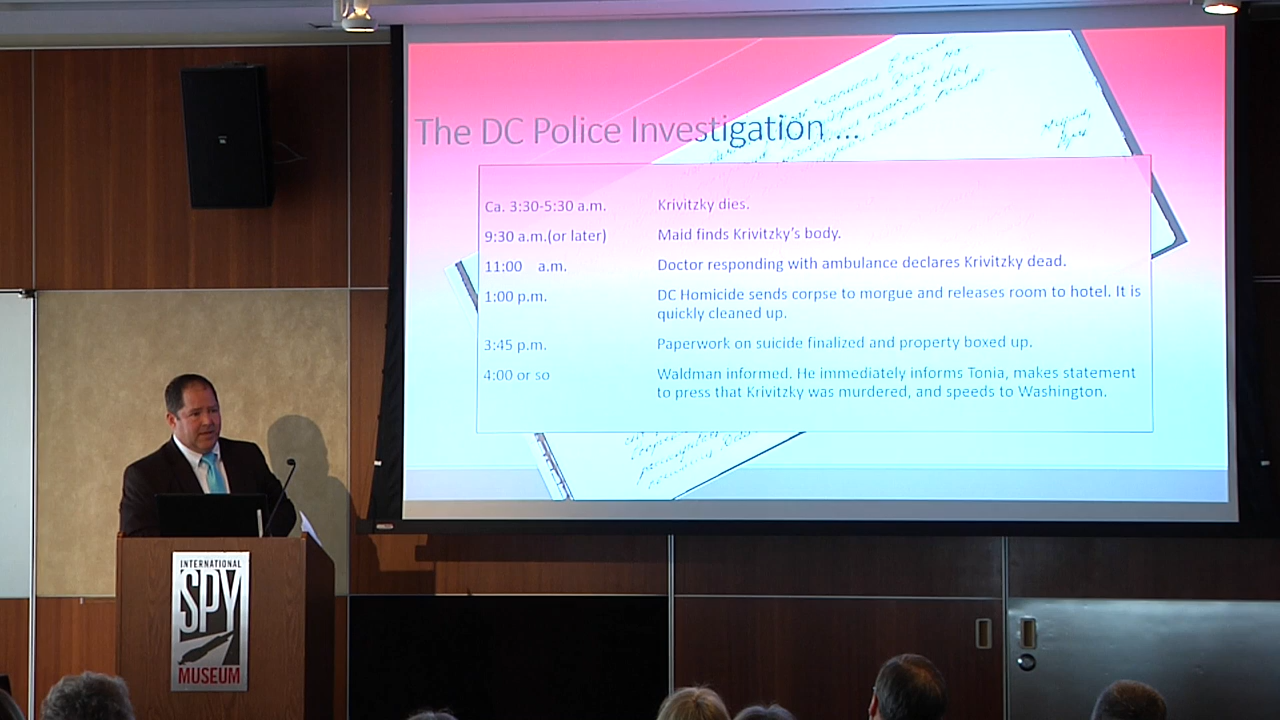 The DC Police Investigation ...
Ca. 3:30-5:30 a.m. Krivitzky dies.
9:30 a.m.(or later) Maid finds Krivitzky's body.
11:00 a.m. Doctor responding with ambulance declares Krivitzky dead.
1:00 p.m. DC Homicide sends corpse to morgue and releases room to hotel. It is
quickly cleaned up.
3:45 p.m. Paperwork on suicide finalized and property boxed up.
4:00 or so Waldman informed. He immediately informs Tonia, makes statement
to press that Krivitzky was murdered, and speeds to Washington.
INTERNATIONAL
SPY
MUSEUM